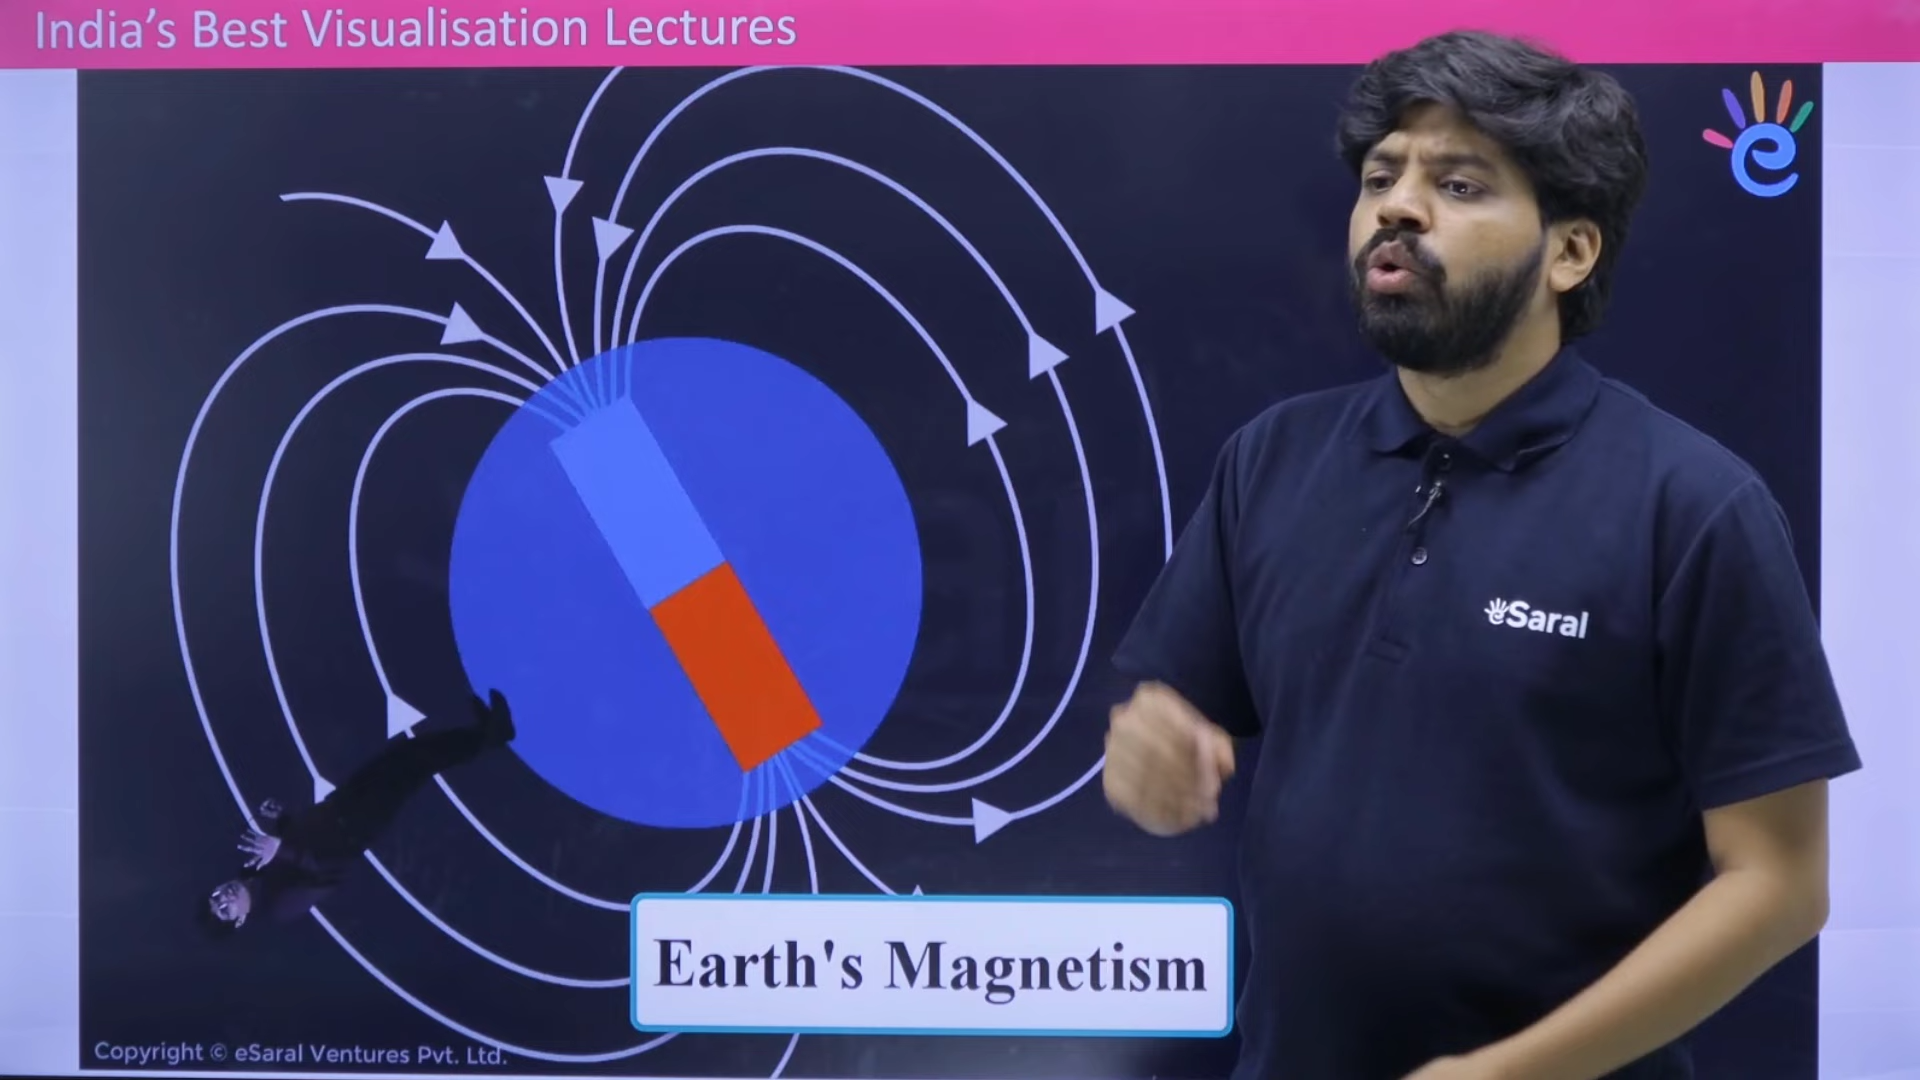 India's Best Visualisation Lectures
eSaral
Earth's Magnetism
Copyright © eSaral Ventures Pvt. Ltd.